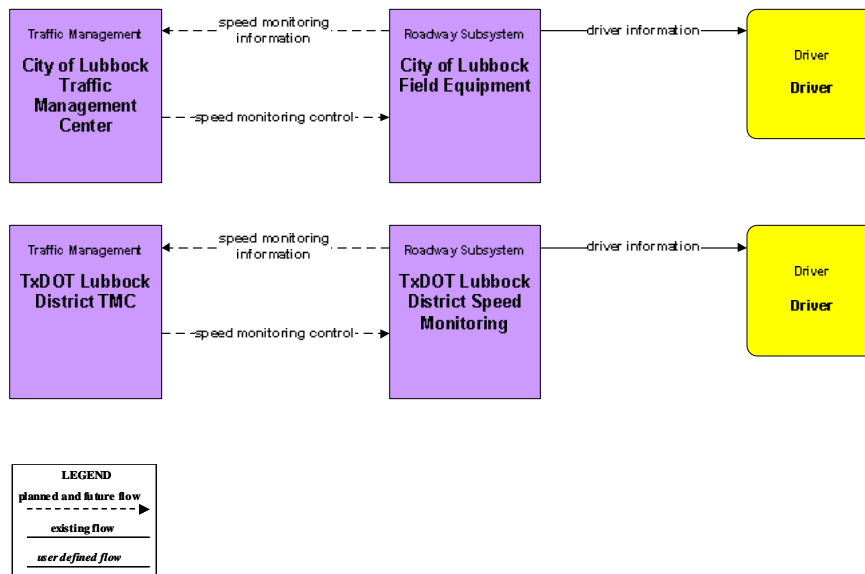 Traffic Management
City of Lubbock
Traffic
Management
Center
speed monitoring
information
speed monitoring control
Roadway Subsystem
City of Lubbock
Field Equipment
driver information
Driver
Driver
Traffic Management
TxDOT Lubbock
District TMC
speed monitoring
information
speed monitoring control
Roadway Subsystem
TxDOT Lubbock
District Speed
Monitoring
driver information
Driver
Driver
LEGEND
planned and future flow
existing flow
user defined flow